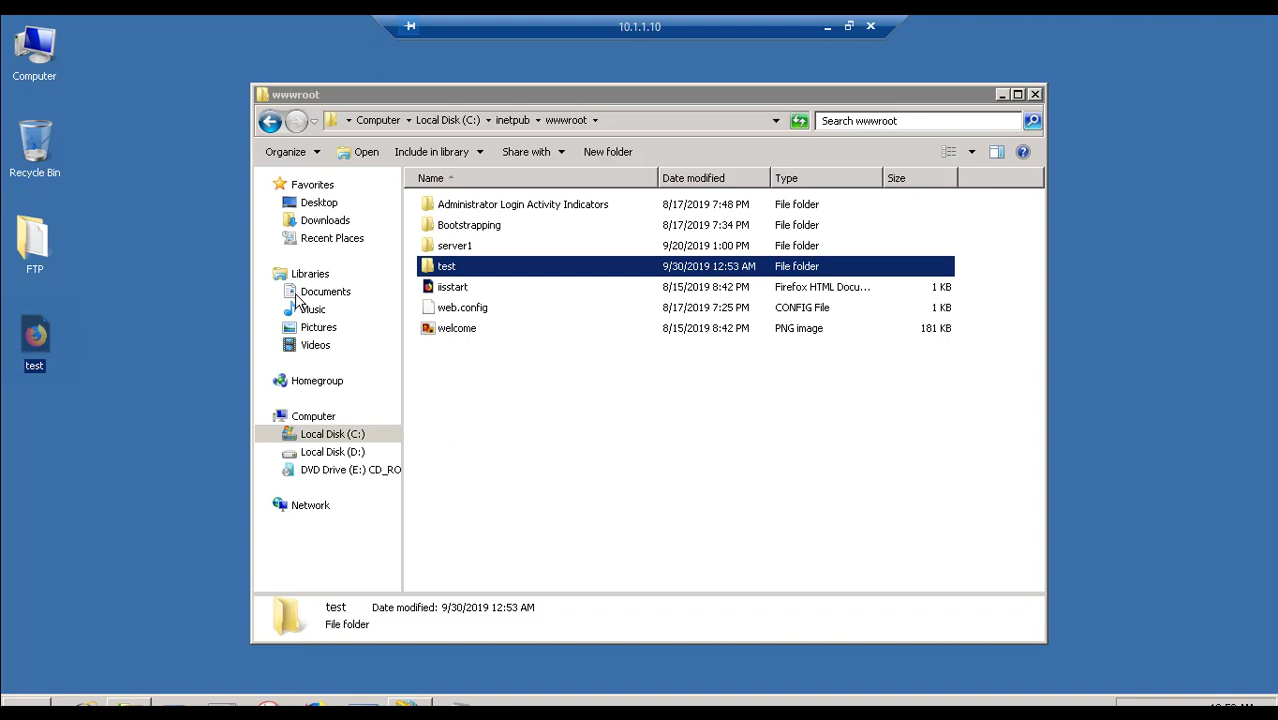 10.1.1.10
Computer
Recycle Bin
FTP
test
wwwroot
Computer Local Disk (C:) inetpub wwwroot
Search wwwroot
Organize Open Include in library Share with New folder
Favorites
Desktop
Downloads
Recent Places
Libraries
Documents
Music
Pictures
Videos
Homegroup
Computer
Local Disk (C:)
Local Disk (D:)
DVD Drive (E:) CD_RO
Network
Name Date modified Type Size
Administrator Login Activity Indicators 8/17/2019 7:48 PM File folder
Bootstrapping 8/17/2019 7:34 PM File folder
server1 9/20/2019 1:00 PM File folder
test 9/30/2019 12:53 AM File folder
iisstart 8/15/2019 8:42 PM Firefox HTML Docu... 1 KB
web.config 8/17/2019 7:25 PM CONFIG File 1 KB
welcome 8/15/2019 8:42 PM PNG image 181 KB
test Date modified: 9/30/2019 12:53 AM
File folder